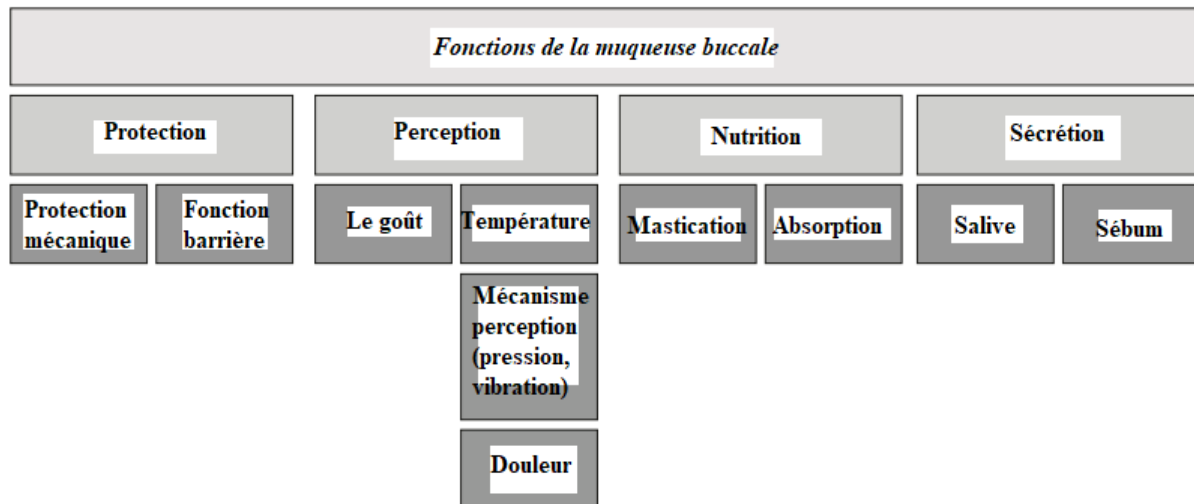 Fonctions de la muqueuse buccale
Protection
Perception
Nutrition
Sécrétion
Protection
mécanique
Fonction
barrière
Le goût
Température
Mastication
Absorption
Salive
Sébum
Mécanisme
perception
(pression,
vibration)
Douleur